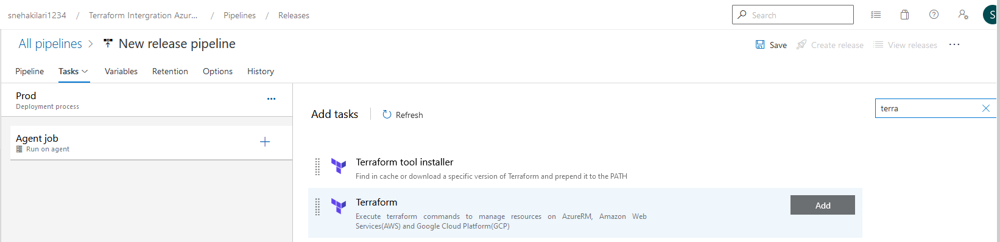 snehakilari1234 / Terraform Intergration Azur... / Pipelines / Releases
Search
S
All pipelines > New release pipeline
Save Create release View releases ...
Pipeline Tasks Variables Retention Options History
Prod
Deployment process
...
Add tasks Refresh
terra
Agent job
Run on agent
Terraform tool installer
Find in cache or download a specific version of Terraform and prepend it to the PATH
Terraform
Add
Execute terraform commands to manage resources on AzureRM, Amazon Web
Services(AWS) and Google Cloud Platform(GCP)